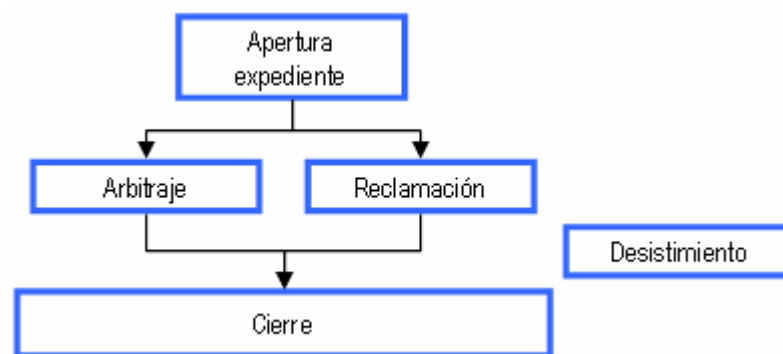 Apertura
expediente
Arbitraje
Reclamación
Desistimiento
Cierre